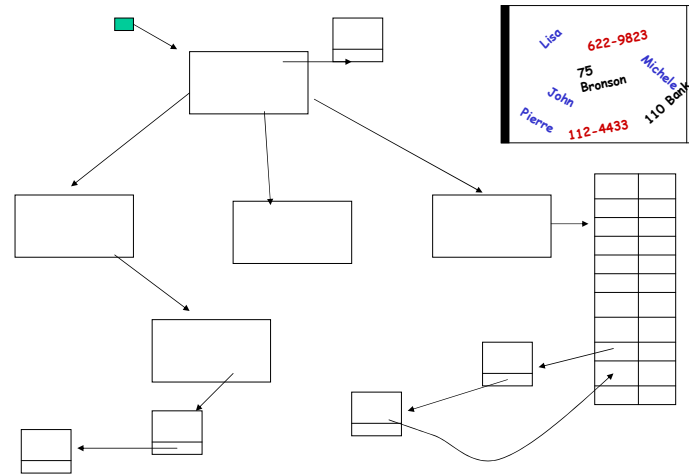 Lisa
622-9823
Michele
75
Bronson
John
110 Bank
Pierre
112-4433